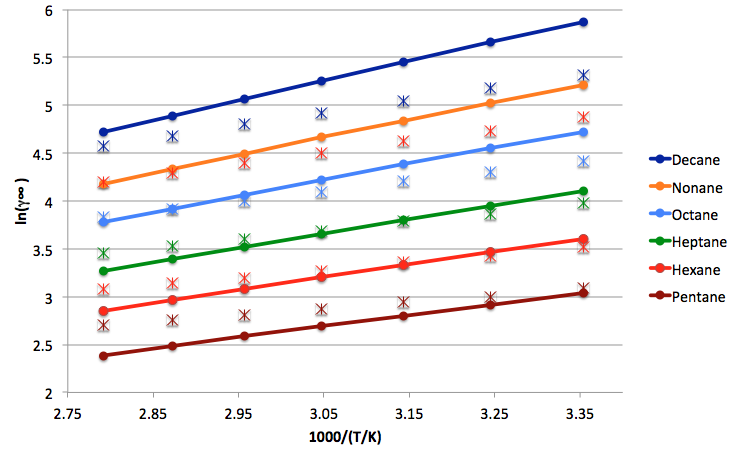 6
5.5
5
4.5
4
3.5
3
2.5
2
ln(γ∞ )
2.75 2.85 2.95 3.05 3.15 3.25 3.35
1000/(T/K)
Decane
Nonane
Octane
Heptane
Hexane
Pentane